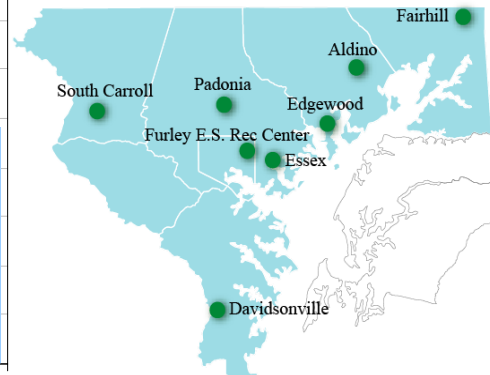 Fairhill
Aldino
South Carroll
Padonia
Edgewood
Furley E.S. Rec Center
Essex
Davidsonville